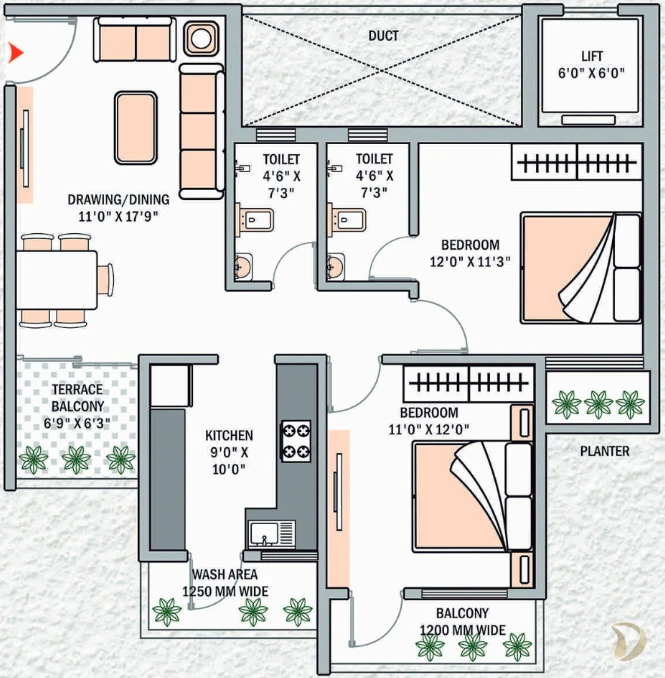 DUCT
LIFT
6'0" X 6'0"
TOILET
4'6" X
7'3"
TOILET
4'6" X
7'3"
DRAWING/DINING
11'0" X 17'9"
BEDROOM
12'0" X 11'3"
TERRACE
BALCONY
6'9" X 6'3"
KITCHEN
9'0" X
10'0"
BEDROOM
11'0" X 12'0"
PLANTER
WASH AREA
1250 MM WIDE
BALCONY
1200 MM WIDE